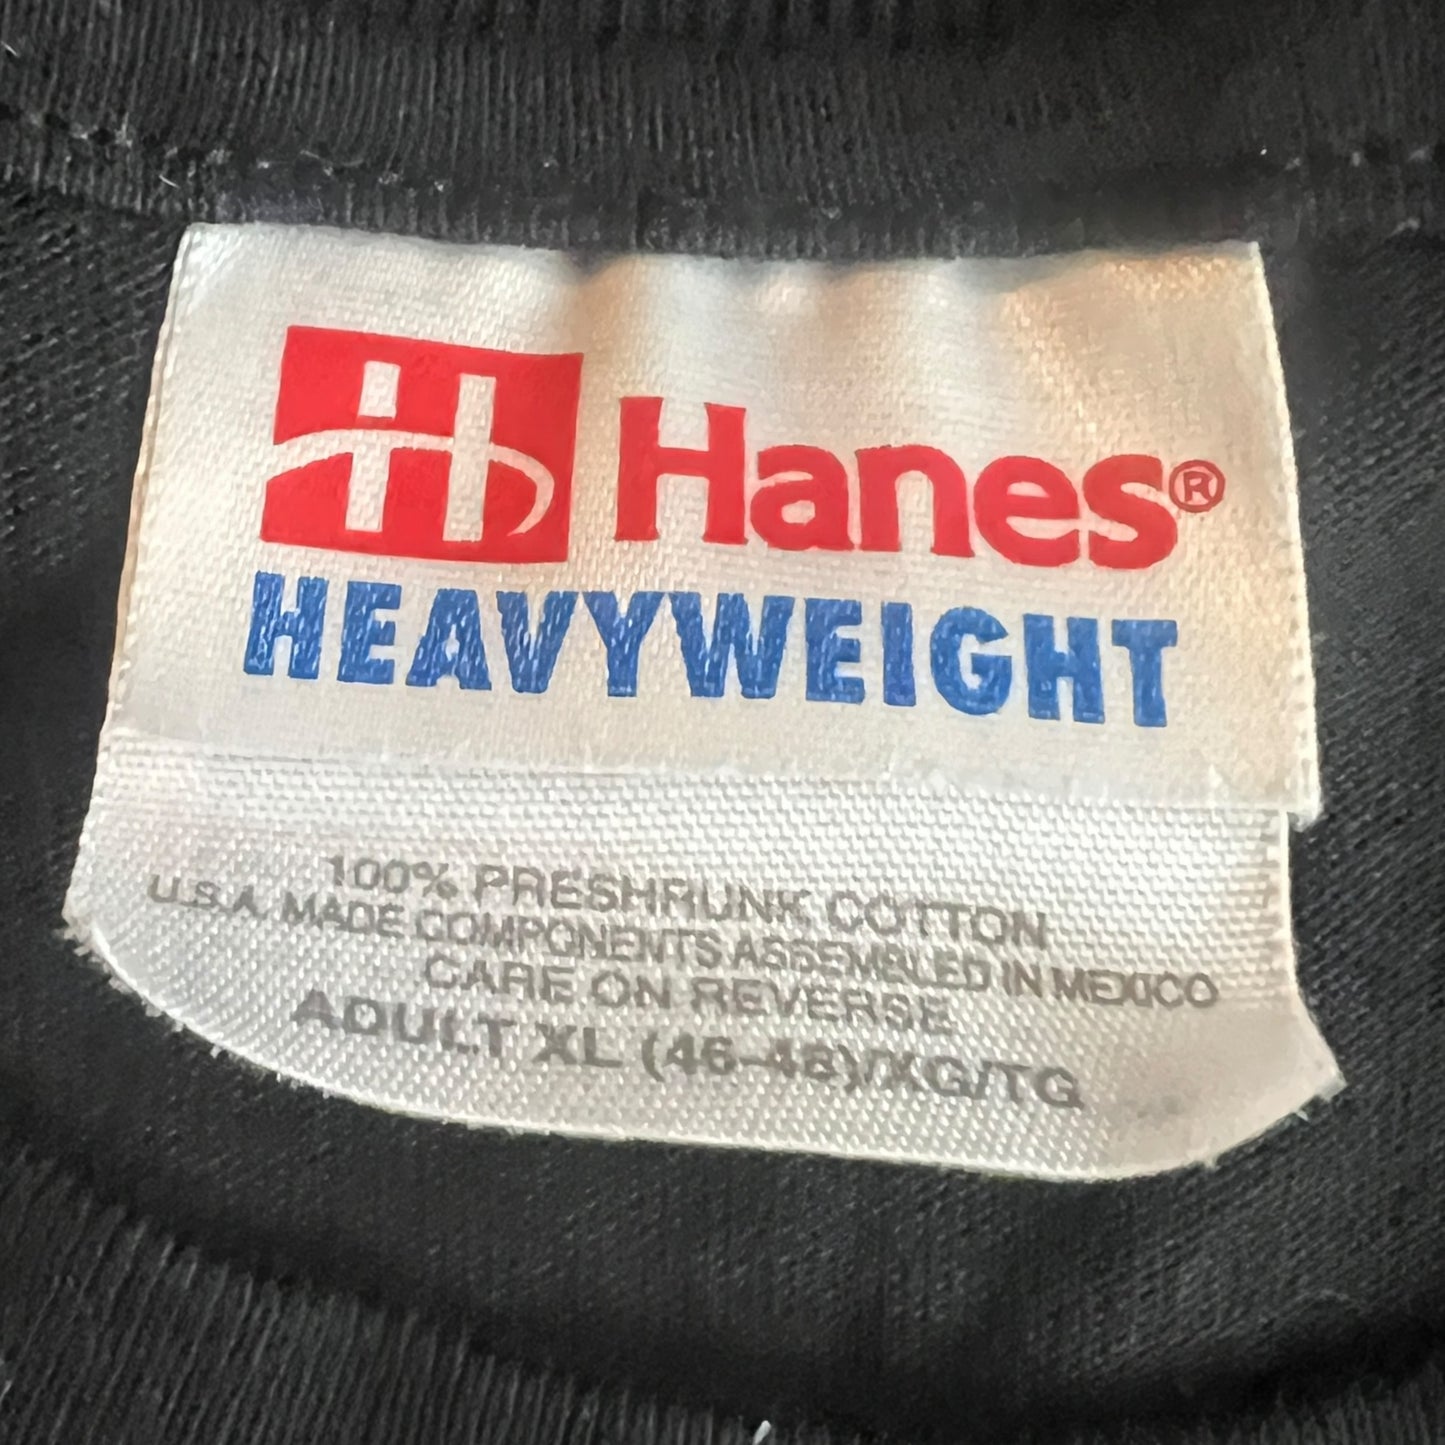 H Hanes®
HEAVYWEIGHT
100% PRESHRUNK COTTON
U.S.A. MADE COMPONENTS ASSEMBLED IN MEXICO
CARE ON REVERSE
ADULT XL (46-48)/XG/TG